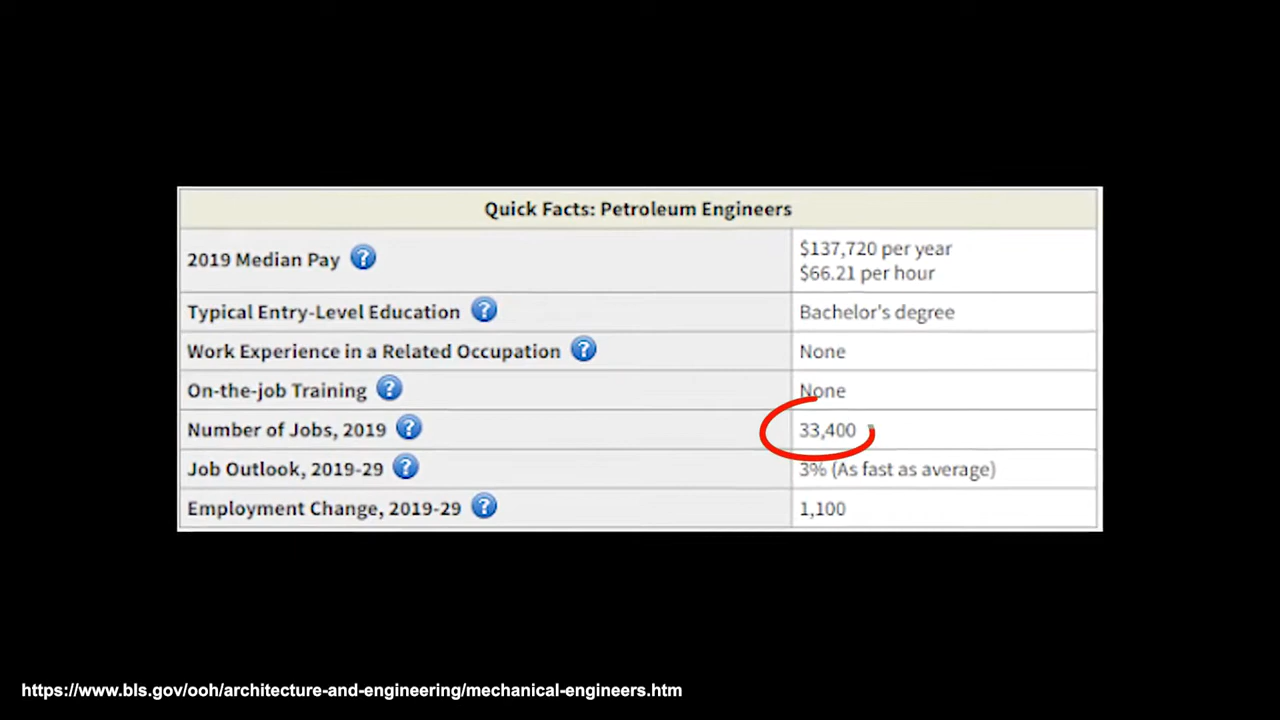 Quick Facts: Petroleum Engineers
2019 Median Pay ?
$137,720 per year
$66.21 per hour
Typical Entry-Level Education ?
Bachelor's degree
Work Experience in a Related Occupation ?
None
On-the-job Training ?
None
Number of Jobs, 2019 ?
33,400
Job Outlook, 2019-29 ?
3% (As fast as average)
Employment Change, 2019-29 ?
1,100
https://www.bls.gov/ooh/architecture-and-engineering/mechanical-engineers.htm